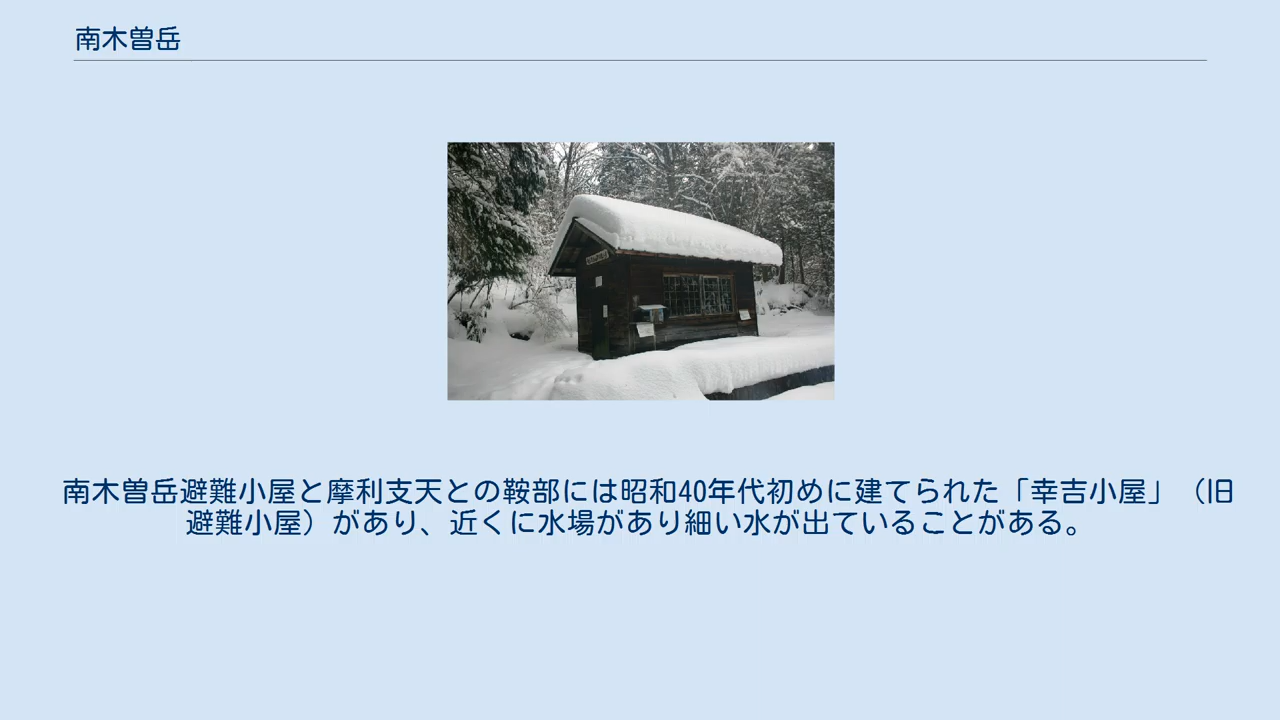 南木曽岳
南木曽岳避難小屋と摩利支天との鞍部には昭和40年代初めに建てられた「幸吉小屋」（旧
避難小屋）があり、近くに水場があり細い水が出ていることがある。